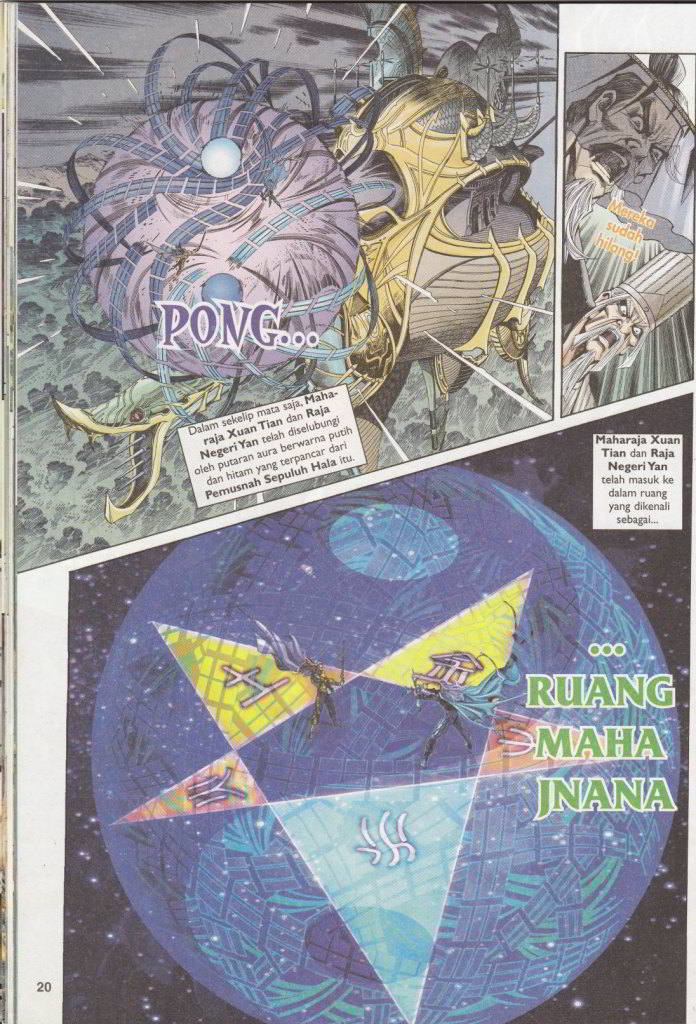 PONG...
Dalam sekelip mata saja, Maha-
raja Xuan Tian dan Raja
Negeri Yan telah diselubungi
oleh putaran aura berwarna putih
dan hitam yang terpancar dari
Pemusnah Sepuluh Hala itu.
Mereka
sudah
hilang!
Maharaja Xuan
Tian dan Raja
Negeri Yan
telah masuk ke
dalam ruang
yang dikenali
sebagai...
...
RUANG
MAHA
JNANA
20